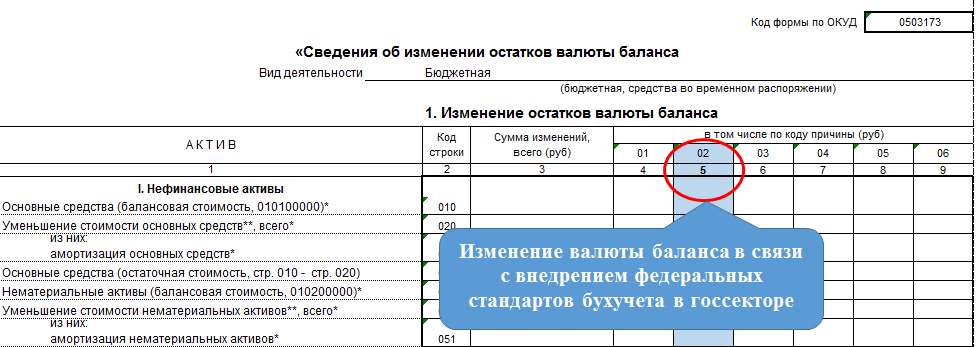 Код формы по ОКУД 0503173
«Сведения об изменении остатков валюты баланса
Вид деятельности Бюджетная
(бюджетная, средства во временном распоряжении)
1. Изменение остатков валюты баланса
А К Т И В
Код строки
Сумма изменений, всего (руб)
в том числе по коду причины (руб)
01 02 03 04 05 06
1 2 3 4 5 6 7 8 9
I. Нефинансовые активы
Основные средства (балансовая стоимость, 010100000)* 010
Уменьшение стоимости основных средств**, всего* 020
из них:
амортизация основных средств*
Основные средства (остаточная стоимость, стр. 010 - стр. 020)
Нематериальные активы (балансовая стоимость, 010200000)*
Уменьшение стоимости нематериальных активов**, всего*
из них:
амортизация нематериальных активов* 051
Изменение валюты баланса в связи
с внедрением федеральных
стандартов бухучета в госсекторе